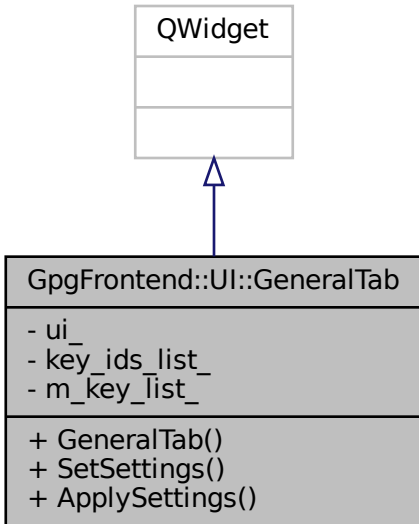 QWidget
GpgFrontend::UI::GeneralTab
- ui_
- key_ids_list_
- m_key_list_
+ GeneralTab()
+ SetSettings()
+ ApplySettings()